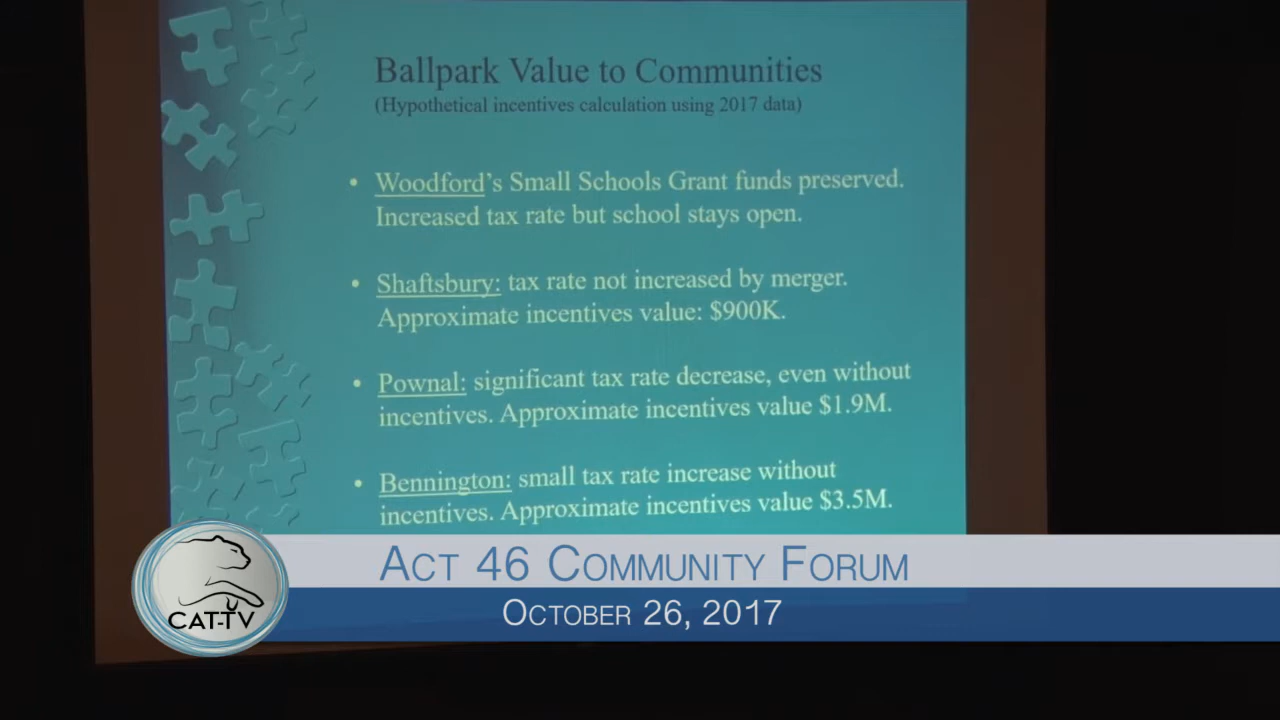 Ballpark Value to Communities
(Hypothetical incentives calculation using 2017 data)
• Woodford's Small Schools Grant funds preserved.
Increased tax rate but school stays open.
• Shaftsbury: tax rate not increased by merger.
Approximate incentives value: $900K.
• Pownal: significant tax rate decrease, even without
incentives. Approximate incentives value $1.9M.
• Bennington: small tax rate increase without
incentives. Approximate incentives value $3.5M.
ACT 46 COMMUNITY FORUM
OCTOBER 26, 2017
CAT-TV